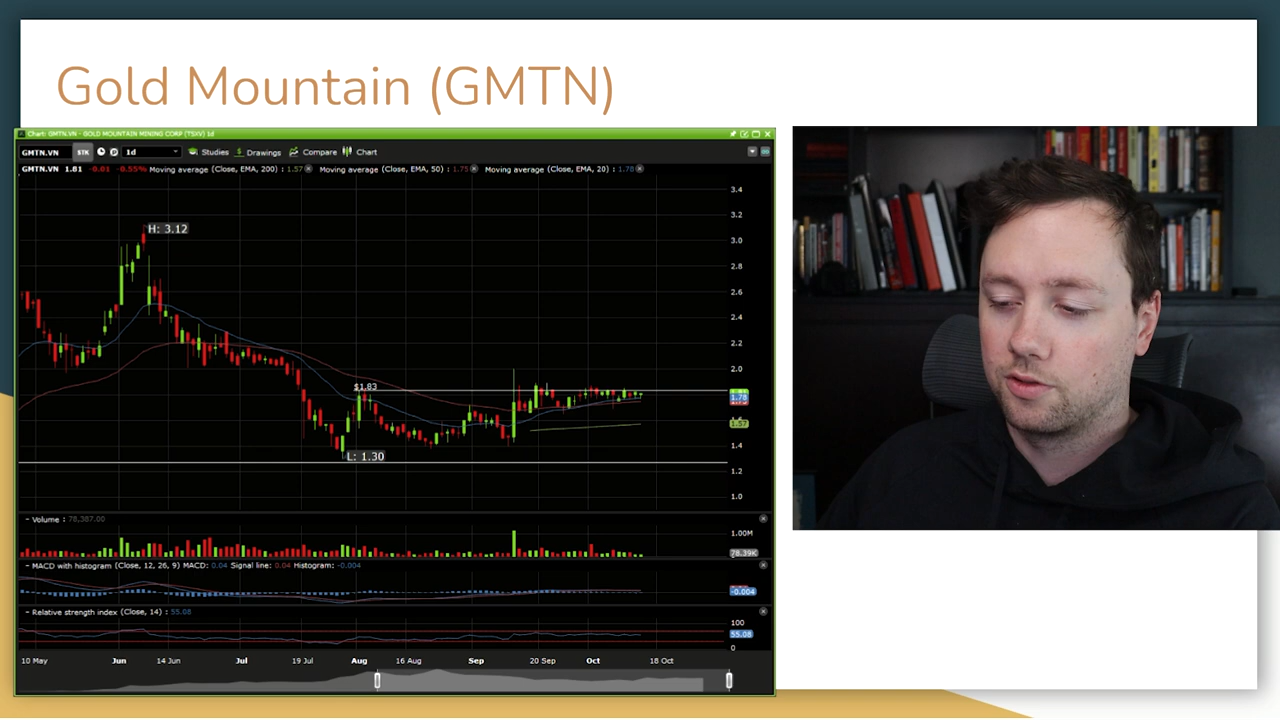 Gold Mountain (GMTN)
Chart: GMTN.VN - GOLD MOUNTAIN MINING CORP (TSXV) 1d
GMTN.VN STK 1d Studies $ Drawings Compare Chart
GMTN.VN 1.81 -0.01 -0.55% Moving average (Close, EMA, 200) : 1.57 Moving average (Close, EMA, 50) : 1.75 Moving average (Close, EMA, 20) : 1.78
3.4
3.2
H: 3.12
3.0
2.8
2.6
2.4
2.2
2.0
$1.83
1.78
1.57
1.4
L: 1.30
1.2
1.0
– Volume : 78,387.00
1.00M
78.39K
– MACD with histogram (Close, 12, 26, 9) MACD: 0.04 Signal line: 0.04 Histogram: -0.004
-0.004
– Relative strength index (Close, 14) : 55.08
100
55.08
0
10 May Jun 14 Jun Jul 19 Jul Aug 16 Aug Sep 20 Sep Oct 18 Oct